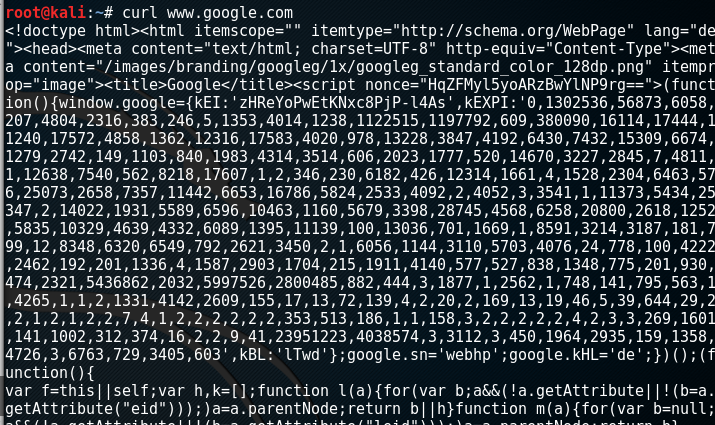 root@kali:~# curl www.google.com
<!doctype html><html itemscope="" itemtype="http://schema.org/WebPage" lang="de
"><head><meta content="text/html; charset=UTF-8" http-equiv="Content-Type"><met
a content="/images/branding/googleg/1x/googleg_standard_color_128dp.png" itempr
op="image"><title>Google</title><script nonce="HqZFMyl5yoARzBwYlNP9rg==">(funct
ion(){window.google={kEI:'zHReYoPwEtKNxc8PjP-l4As',kEXPI:'0,1302536,56873,6058,
207,4804,2316,383,246,5,1353,4014,1238,1122515,1197792,609,380090,16114,17444,1
1240,17572,4858,1362,12316,17583,4020,978,13228,3847,4192,6430,7432,15309,6674,
1279,2742,149,1103,840,1983,4314,3514,606,2023,1777,520,14670,3227,2845,7,4811,
1,12638,7540,562,8218,17607,1,2,346,230,6182,426,12314,1661,4,1528,2304,6463,57
6,25073,2658,7357,11442,6653,16786,5824,2533,4092,2,4052,3,3541,1,11373,5434,25
347,2,14022,1931,5589,6596,10463,1160,5679,3398,28745,4568,6258,20800,2618,1252
,5835,10329,4639,4332,6089,1395,11139,100,13036,701,1669,1,8591,3214,3187,181,7
99,12,8348,6320,6549,792,2621,3450,2,1,6056,1144,3110,5703,4076,24,778,100,4222
,2462,192,201,1336,4,1587,2903,1704,215,1911,4140,577,527,838,1348,775,201,930,
474,2321,5436862,2032,5997526,2800485,882,444,3,1877,1,2562,1,748,141,795,563,1
,4265,1,1,2,1331,4142,2609,155,17,13,72,139,4,2,20,2,169,13,19,46,5,39,644,29,2
,2,1,2,1,2,2,7,4,1,2,2,2,2,2,2,353,513,186,1,1,158,3,2,2,2,2,2,4,2,3,3,269,1601
,141,1002,312,374,16,2,2,9,41,23951223,4038574,3,3112,3,450,1964,2935,159,1358,
4726,3,6763,729,3405,603',kBL:'lTwd'};google.sn='webhp';google.kHL='de';})();(f
unction(){
var f=this||self;var h,k=[];function l(a){for(var b;a&&(!a.getAttribute||!(b=a.
getAttribute("eid")));)a=a.parentNode;return b||h}function m(a){for(var b=null;
a&&(!a.getAttribute||!(b=a.getAttribute("leid")));)a=a.parentNode;return b}